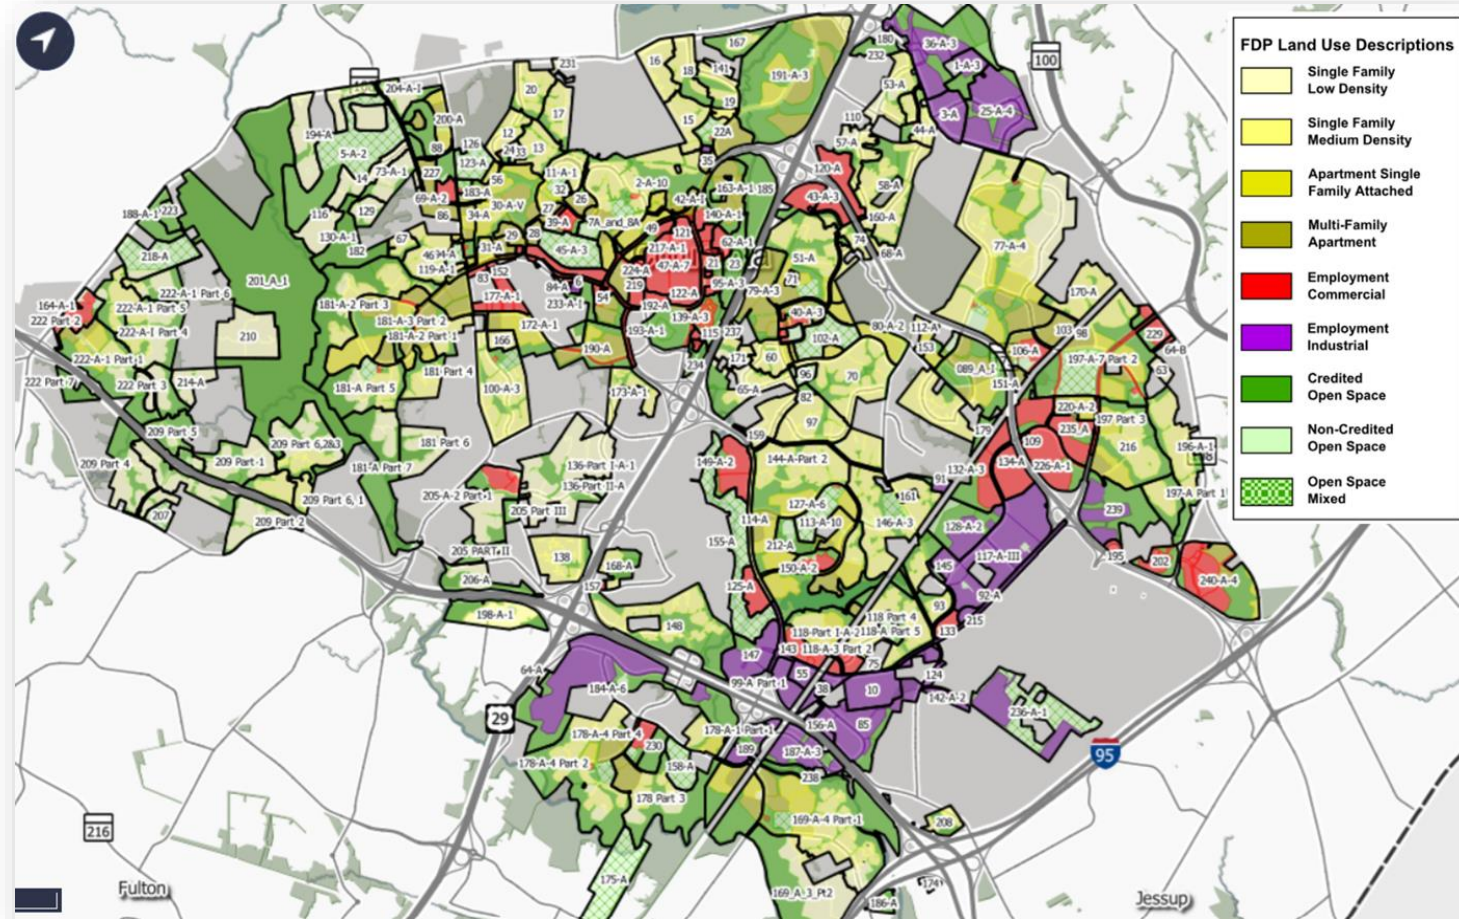 FDP Land Use Descriptions
Single Family
Low Density
Single Family
Medium Density
Apartment Single
Family Attached
Multi-Family
Apartment
Employment
Commercial
Employment
Industrial
Credited
Open Space
Non-Credited
Open Space
Open Space
Mixed
100
180
36-A-3
167
232
1-A-3
16
18
141
191-A-3
53-A
231
204-A-I
20
19
3-A
25-A-4
17
15
110
200-A
22A
57-A
44-A
194-A
12
126
88
24
13
5-A-2
123-A
35
120-A
73-A-1
227
11-A-1
14
56
32
2-A-10
163-A-1
185
58-A
183-A
69-A-2
26
42-A-I
43-A-3
30-A-V
27
188-A-1
223
116
129
86
34-A
39-A
7A_and_8A
140-A-1
160-A
49
121
28
29
130-A-1
67
62-A-1
74
77-A-4
182
31-A
45-A-3
217-A-1
68-A
218-A
119-A-1
47-A-7
21
23
51-A
201_A_1
152
224-A
83
84-A
6
71
219
122-A
95-A-3
79-A-3
170-A
222-A-1 Part 6
177-A-1
233-A-I
54
164-A-1
222-A-1 Part 5
181-A-2 Part 3
192-A
40-A-3
222 Part 2
181-A-3 Part 2
139-A-3
222-A-1 Part 4
172-A-1
193-A-1
115
237
80-A-2
112-A
103
98
229
210
181-A-2 Part 1
166
102-A
153
106-A
64-B
222-A-1 Part 1
190-A
171
60
197-A-7 Part 2
234
089_A_1
63
222 Part 7
222 Part 3
214-A
181 Part 4
96
70
151-A
181-A Part 5
100-A-3
173-A-1
65-A
82
220-A-2
97
197 Part 3
235_A
179
159
209 Part 5
209 Part 6,2&3
181 Part 6
109
216
196-A-1
209 Part 4
209 Part-1
149-A-2
144-A-Part 2
132-A-3
134-A
226-A-1
181-A Part 7
136-Part I-A-1
91
136-Part II-A
209 Part 6, 1
205-A-2 Part 1
161
197-A Part 1
127-A-6
207
205 Part III
239
209 Part 2
114-A
113-A-10
146-A-3
128-A-2
155-A
212-A
205 PART II
138
117-A-III
195
202
168-A
150-A-2
145
206-A
157
125-A
240-A-4
92-A
93
198-A-1
118 Part 4
215
148
118-Part I-A-2
118-A Part 5
133
143
118-A-3 Part 2
147
75
64-A
124
99-A Part 1
55
38
10
184-A-6
142-A-2
236-A-1
29
156-A
85
178-A-4 Part 4
178-A-1 Part 1
230
189
187-A-3
95
178-A-4 Part 2
158-A
238
178 Part 3
169-A-4 Part 1
208
216
175-A
174
Fulton
169_A_3_Pt2
186-A
Jessup